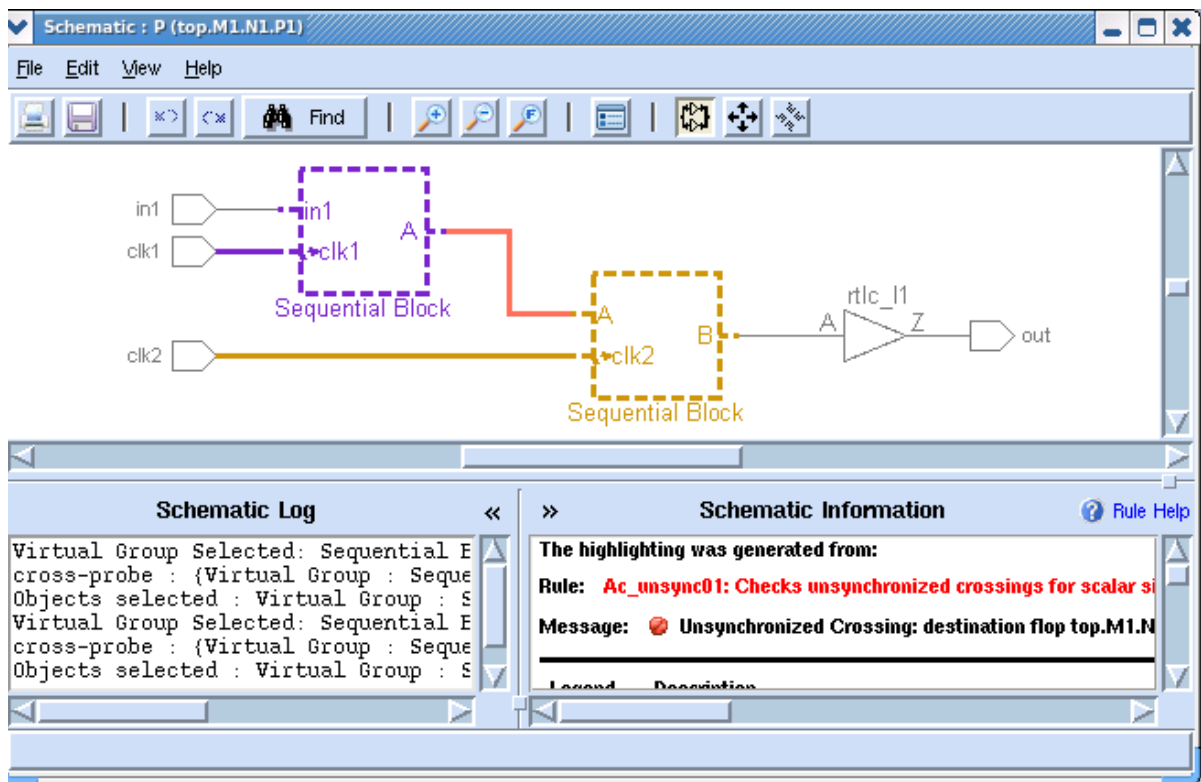 Schematic : P (top.M1.N1.P1)
File Edit View Help
Find
F
in1
in1
A
clk1
clk1
Sequential Block
rtlc_I1
A
A
Z
B
out
clk2
clk2
Sequential Block
Schematic Log «
Virtual Group Selected: Sequential
cross-probe : {Virtual Group : Seque
Objects selected : Virtual Group : S
Virtual Group Selected: Sequential
cross-probe : {Virtual Group : Seque
Objects selected : Virtual Group : S
» Schematic Information ? Rule Help
The highlighting was generated from:
Rule: Ac_unsync01: Checks unsynchronized crossings for scalar si
Message: Unsynchronized Crossing: destination flop top.M1.N
Legend Description